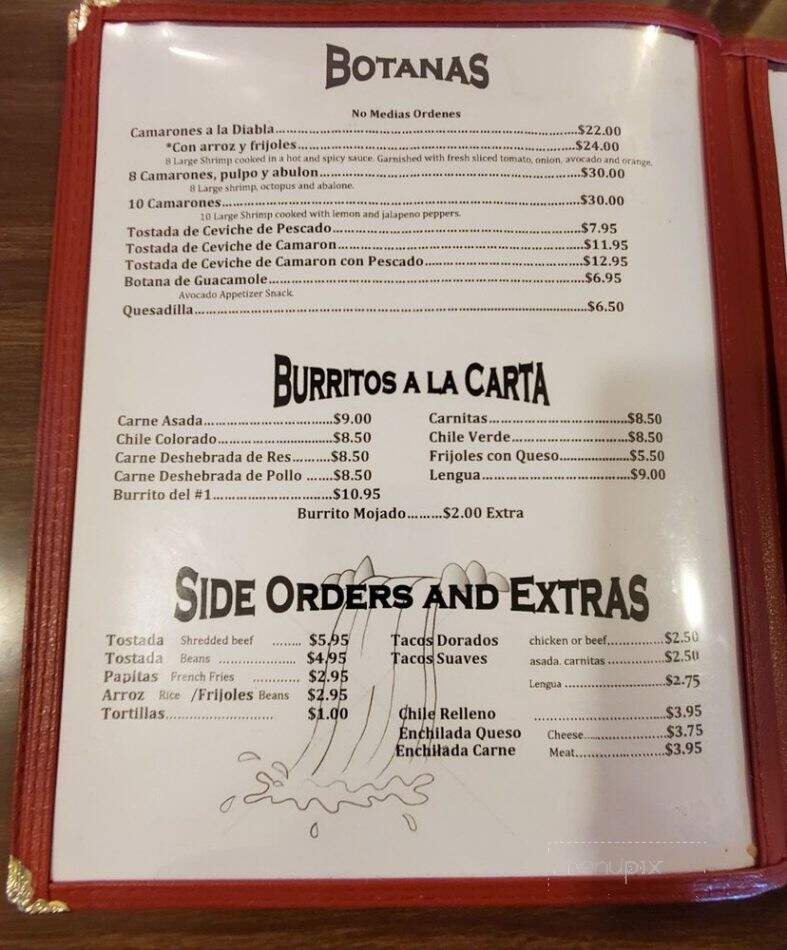 BOTANAS
No Medias Ordenes
Camarones a la Diabla.....$22.00
*Con arroz y frijoles.....$24.00
8 Large Shrimp cooked in a hot and spicy sauce. Garnished with fresh sliced tomato, onion, avocado and orange.
8 Camarones, pulpo y abulon.....$30.00
8 Large shrimp, octopus and abalone.
10 Camarones.....$30.00
10 Large Shrimp cooked with lemon and jalapeno peppers.
Tostada de Ceviche de Pescado.....$7.95
Tostada de Ceviche de Camaron.....$11.95
Tostada de Ceviche de Camaron con Pescado.....$12.95
Botana de Guacamole.....$6.95
Avocado Appetizer Snack.
Quesadilla.....$6.50
BURRITOS A LA CARTA
Carne Asada.....$9.00 Carnitas.....$8.50
Chile Colorado.....$8.50 Chile Verde.....$8.50
Carne Deshebrada de Res.....$8.50 Frijoles con Queso.....$5.50
Carne Deshebrada de Pollo .....$8.50 Lengua.....$9.00
Burrito del #1.....$10.95
Burrito Mojado.....$2.00 Extra
SIDE ORDERS AND EXTRAS
Tostada Shredded beef ..... $5.95 Tacos Dorados chicken or beef.....$2.50
Tostada Beans ..... $4.95 Tacos Suaves asada. carnitas .....$2.50
Papitas French Fries ..... $2.95 Lengua .....$2.75
Arroz Rice /Frijoles Beans $2.95
Tortillas..... $1.00 Chile Relleno .....$3.95
Enchilada Queso Cheese.....$3.75
Enchilada Carne Meat.....$3.95
menupix